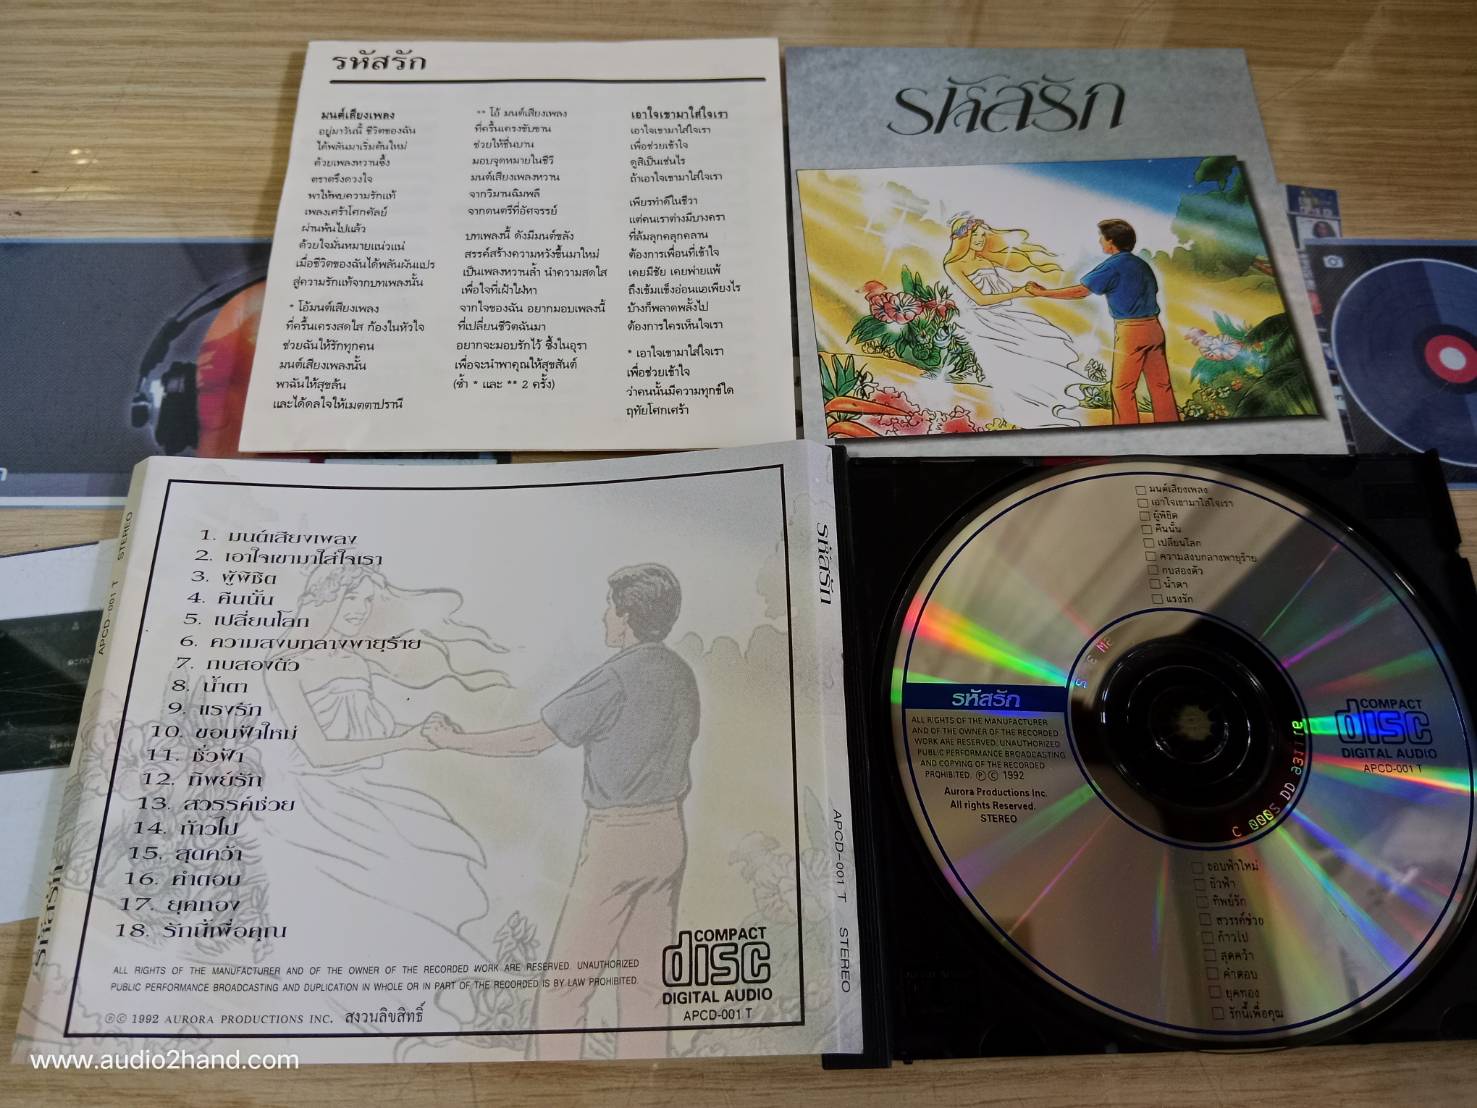 รหัสรัก
มนต์เสียงเพลง
อยู่มาวันนี้ ชีวิตของฉัน
ได้พลันมาเริ่มต้นใหม่
ด้วยเพลงหวานซึ้ง
ตราตรึงดวงใจ
พาให้พบความรักแท้
เพลงเศร้าโศกศัลย์
ผ่านพ้นไปแล้ว
ด้วยใจมั่นหมายแน่วแน่
เมื่อชีวิตของฉันได้พลันผันแปร
สู่ความรักแท้จากบทเพลงนั้น
* โอ้มนต์เสียงเพลง
ที่ครื้นเครงสดใส ก้องในหัวใจ
ช่วยฉันให้รักทุกคน
มนต์เสียงเพลงนั้น
พาฉันให้สุขล้น
และได้ดลใจให้เมตตาปรานี
** โอ้ มนต์เสียงเพลง
ที่ครื้นเครงขับขาน
ช่วยให้ชื่นบาน
มอบจุดหมายในชีวี
มนต์เสียงเพลงหวาน
จากวิมานฉิมพลี
จากดนตรีที่อัศจรรย์
บทเพลงนี้ ดังมีมนต์ขลัง
สรรค์สร้างความหวังขึ้นมาใหม่
เป็นเพลงหวานล้ำ นำความสดใส
เพื่อใจที่เฝ้าใฝ่หา
จากใจของฉัน อยากมอบเพลงนี้
ที่เปลี่ยนชีวิตฉันมา
อยากจะมอบรักไว้ ซึ้งในอุรา
เพื่อจะนำพาคุณให้สุขสันต์
(ซ้ำ * และ ** 2 ครั้ง)
เอาใจเขามาใส่ใจเรา
เอาใจเขามาใส่ใจเรา
เพื่อช่วยเข้าใจ
ดูสิเป็นเช่นไร
ถ้าเอาใจเขามาใส่ใจเรา
เพียรทำดีในชีวา
แต่คนเราต่างมีบางครา
ที่ล้มลุกคลุกคลาน
ต้องการเพื่อนที่เข้าใจ
เคยมีชัย เคยพ่ายแพ้
ถึงเข้มแข็งอ่อนแอเพียงไร
บ้างก็พลาดพลั้งไป
ต้องการใครเห็นใจเรา
* เอาใจเขามาใส่ใจเรา
เพื่อช่วยเข้าใจ
ว่าคนนั้นมีความทุกข์ใด
ฤทัยโศกเศร้า
รหัสรัก
1. มนต์เสียงเพลง
2. เอาใจเขามาใส่ใจเรา
3. ผู้พิชิต
4. คืนนั้น
5. เปลี่ยนโลก
6. ความสงบกลางพายุร้าย
7. กบสองตัว
8. น้ำตา
9. แรงรัก
10. ขอบฟ้าใหม่
11. ชั่วฟ้า
12. ทิพย์รัก
13. สวรรค์ช่วย
14. ก้าวไป
15. สุดคว้า
16. คำตอบ
17. ยุคทอง
18. รักนี้เพื่อคุณ
ALL RIGHTS OF THE MANUFACTURER AND OF THE OWNER OF THE RECORDED WORK ARE RESERVED. UNAUTHORIZED
PUBLIC PERFORMANCE BROADCASTING AND DUPLICATION IN WHOLE OR IN PART OF THE RECORDED IS BY LAW PROHIBITED.
℗© 1992 AURORA PRODUCTIONS INC. สงวนลิขสิทธิ์
COMPACT
disc
DIGITAL AUDIO
APCD-001 T
APCD-001 T STEREO
รหัสรัก
รหัสรัก
APCD-001 T STEREO
มนต์เสียงเพลง
เอาใจเขามาใส่ใจเรา
ผู้พิชิต
คืนนั้น
เปลี่ยนโลก
ความสงบกลางพายุร้าย
กบสองตัว
น้ำตา
แรงรัก
รหัสรัก
ALL RIGHTS OF THE MANUFACTURER
AND OF THE OWNER OF THE RECORDED
WORK ARE RESERVED. UNAUTHORIZED
PUBLIC PERFORMANCE BROADCASTING
AND COPYING OF THE RECORDED
PROHIBITED. ℗ © 1992
Aurora Productions Inc.
All rights Reserved.
STEREO
COMPACT
disc
DIGITAL AUDIO
APCD-001 T
ขอบฟ้าใหม่
ชั่วฟ้า
ทิพย์รัก
สวรรค์ช่วย
ก้าวไป
สุดคว้า
คำตอบ
ยุคทอง
รักนี้เพื่อคุณ
www.audio2hand.com